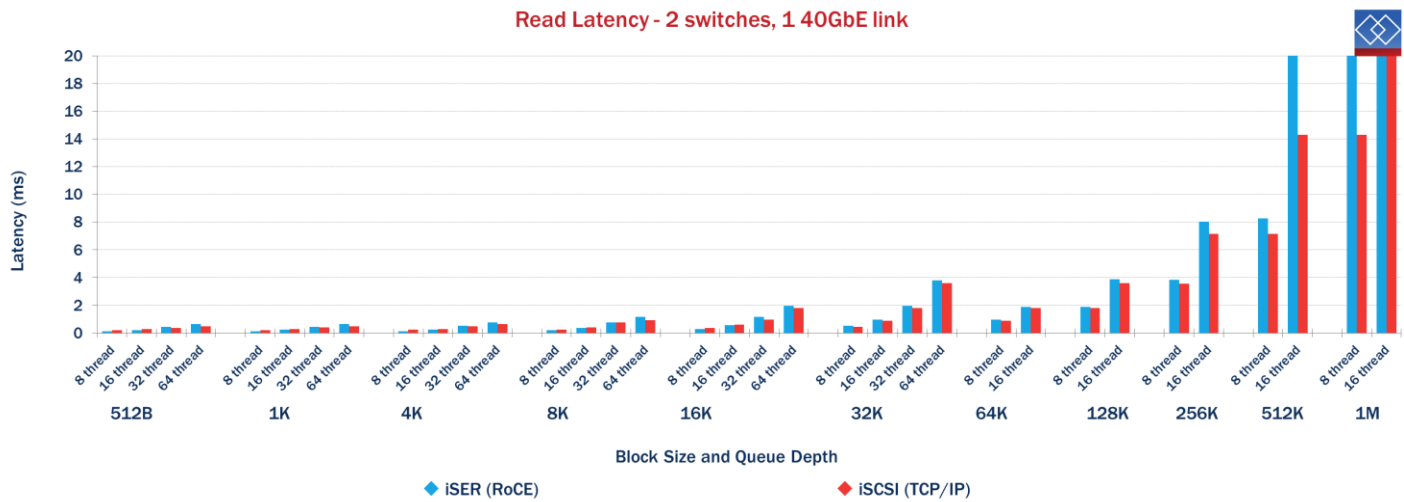 Read Latency - 2 switches, 1 40GbE link
Latency (ms)
20
18
16
14
12
10
8
6
4
2
0
8 thread 16 thread 32 thread 64 thread 8 thread 16 thread 32 thread 64 thread 8 thread 16 thread 32 thread 64 thread 8 thread 16 thread 32 thread 64 thread 8 thread 16 thread 32 thread 64 thread 8 thread 16 thread 32 thread 64 thread 8 thread 16 thread 8 thread 16 thread 8 thread 16 thread 8 thread 16 thread 8 thread 16 thread
512B 1K 4K 8K 16K 32K 64K 128K 256K 512K 1M
Block Size and Queue Depth
iSER (RoCE) iSCSI (TCP/IP)